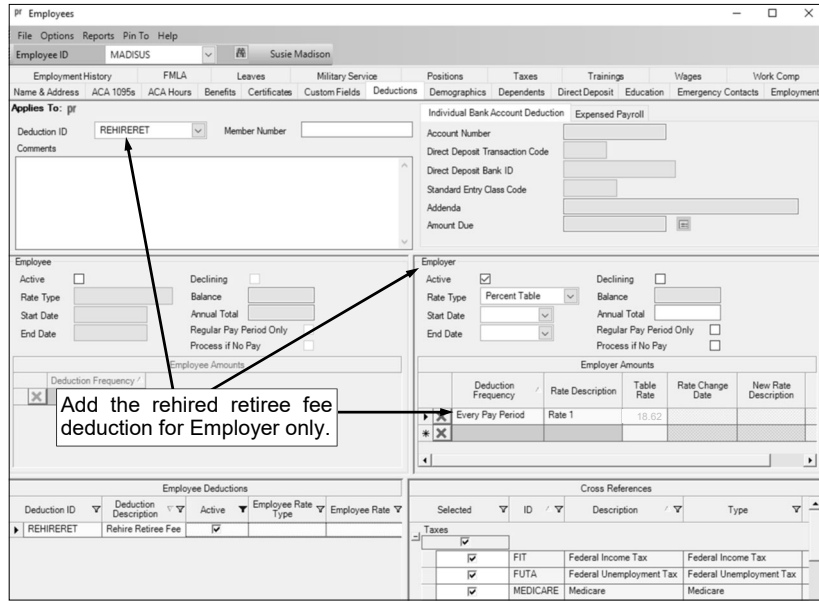 pr Employees
File Options Reports Pin To Help
Employee ID MADISUS Susie Madison
Employment History FMLA Leaves Military Service Positions Taxes Trainings Wages Work Comp
Name & Address ACA 1095s ACA Hours Benefits Certificates Custom Fields Deductions Demographics Dependents Direct Deposit Education Emergency Contacts Employment
Applies To: pr
Deduction ID REHIRERET Member Number
Comments
Individual Bank Account Deduction Expensed Payroll
Account Number
Direct Deposit Transaction Code
Direct Deposit Bank ID
Standard Entry Class Code
Addenda
Amount Due
Employee
Active Declining
Rate Type Balance
Start Date Annual Total
End Date Regular Pay Period Only
Process if No Pay
Employee Amounts
Deduction Frequency
Employer
Active Declining
Rate Type Percent Table Balance
Start Date Annual Total
End Date Regular Pay Period Only
Process if No Pay
Employer Amounts
Deduction Frequency Rate Description Table Rate Rate Change Date New Rate Description
Every Pay Period Rate 1 18.62
Add the rehired retiree fee
deduction for Employer only.
Employee Deductions
Deduction ID Deduction Description Active Employee Rate Type Employee Rate
REHIRERET Rehire Retiree Fee
Cross References
Selected ID Description Type
Taxes
FIT Federal Income Tax Federal Income Tax
FUTA Federal Unemployment Tax Federal Unemployment Tax
MEDICARE Medicare Medicare